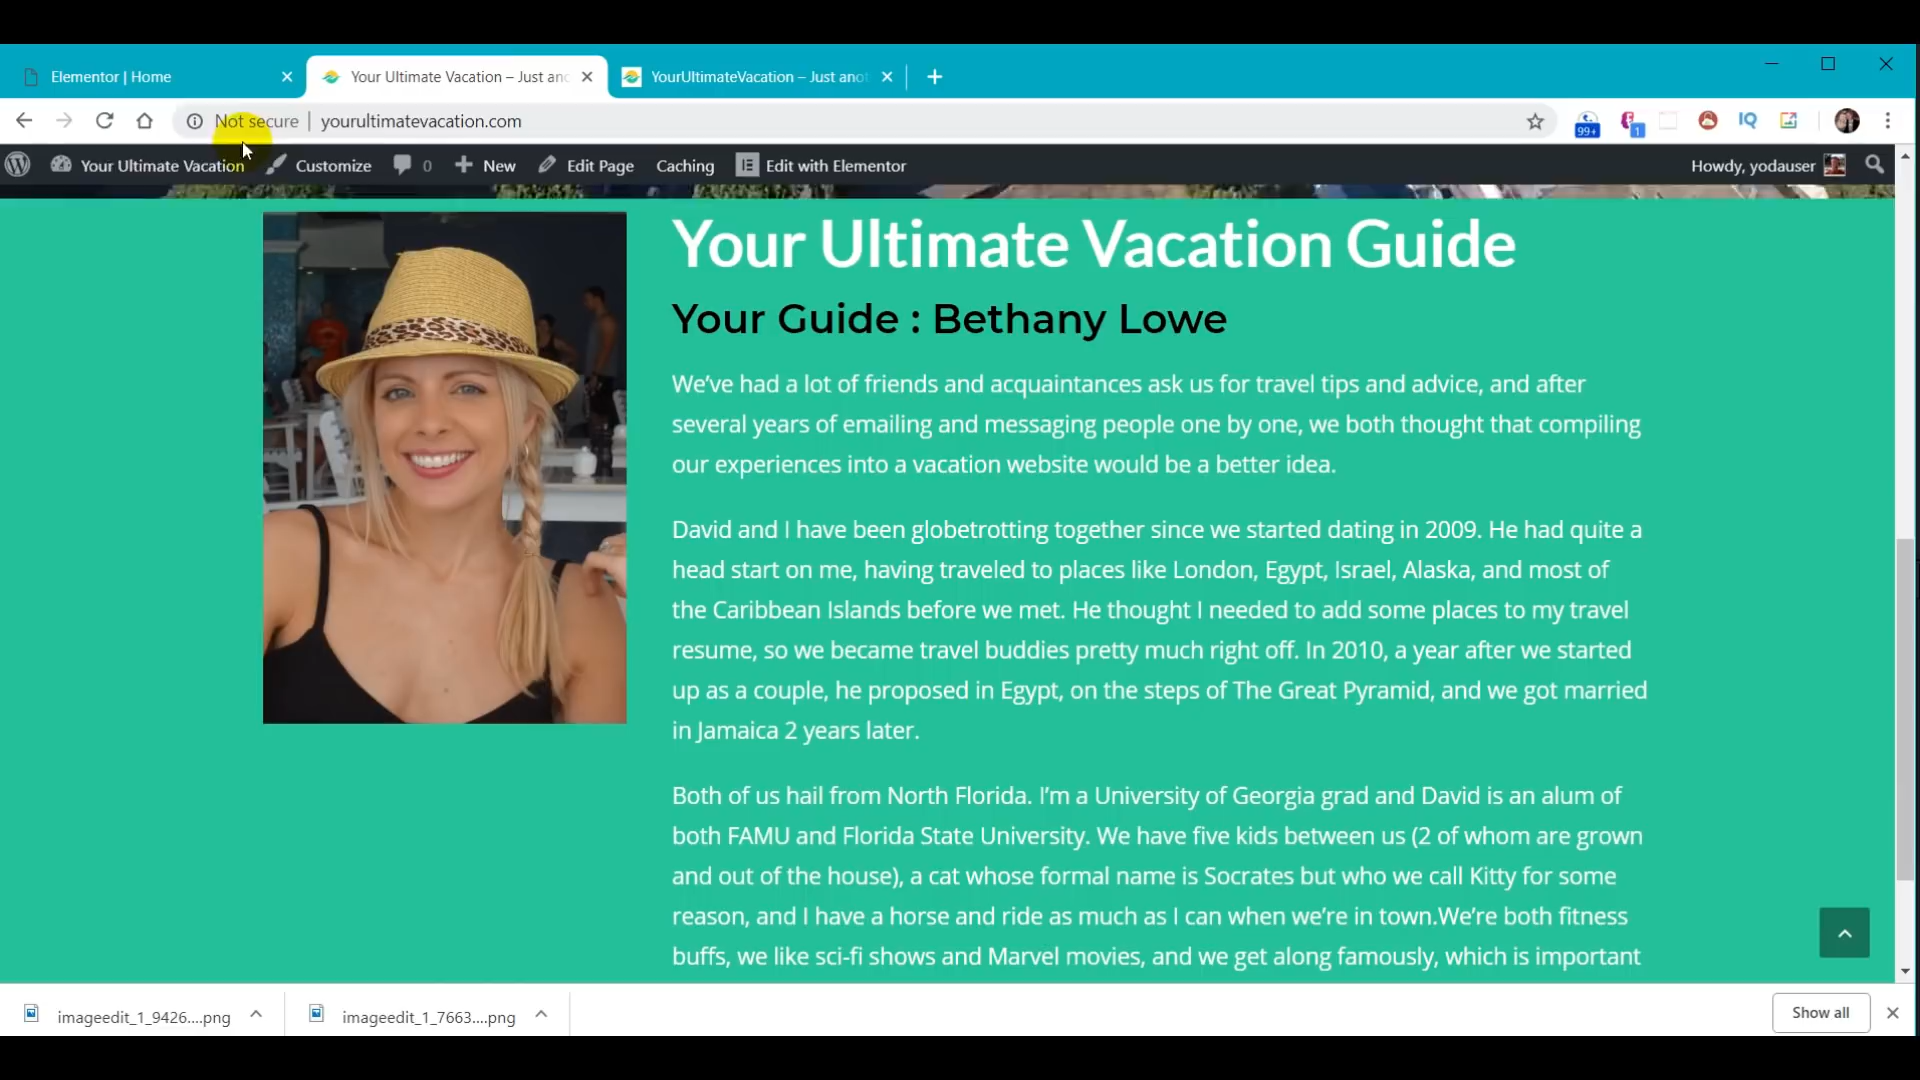 Elementor | Home
Your Ultimate Vacation – Just an
YourUltimateVacation – Just anot
Not secure | yourultimatevacation.com
99+
1
IQ
Your Ultimate Vacation
Customize
0
New
Edit Page
Caching
Edit with Elementor
Howdy, yodauser
Your Ultimate Vacation Guide
Your Guide : Bethany Lowe
We’ve had a lot of friends and acquaintances ask us for travel tips and advice, and after
several years of emailing and messaging people one by one, we both thought that compiling
our experiences into a vacation website would be a better idea.
David and I have been globetrotting together since we started dating in 2009. He had quite a
head start on me, having traveled to places like London, Egypt, Israel, Alaska, and most of
the Caribbean Islands before we met. He thought I needed to add some places to my travel
resume, so we became travel buddies pretty much right off. In 2010, a year after we started
up as a couple, he proposed in Egypt, on the steps of The Great Pyramid, and we got married
in Jamaica 2 years later.
Both of us hail from North Florida. I’m a University of Georgia grad and David is an alum of
both FAMU and Florida State University. We have five kids between us (2 of whom are grown
and out of the house), a cat whose formal name is Socrates but who we call Kitty for some
reason, and I have a horse and ride as much as I can when we’re in town.We’re both fitness
buffs, we like sci-fi shows and Marvel movies, and we get along famously, which is important
imageedit_1_9426....png
imageedit_1_7663....png
Show all